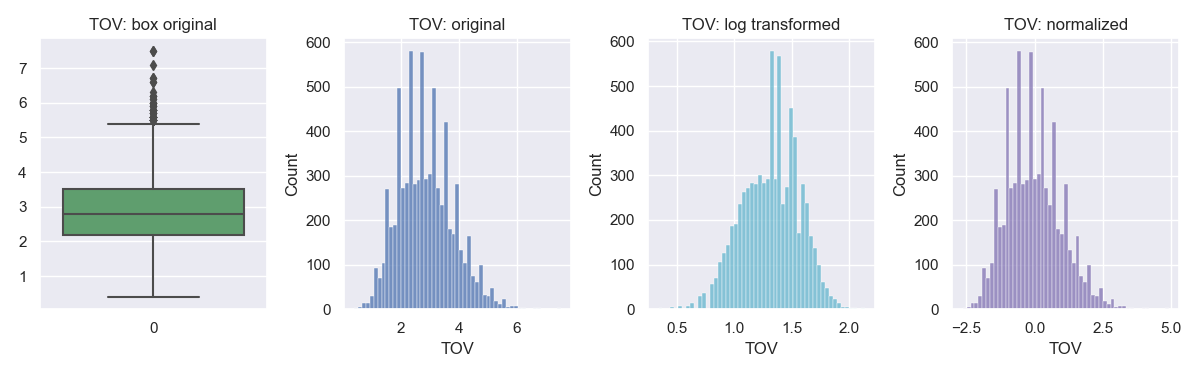 TOV: box original
7
6
5
4
3
2
1
0
TOV: original
600
500
400
300
200
100
0
Count
2 4 6
TOV
TOV: log transformed
600
500
400
300
200
100
0
Count
0.5 1.0 1.5 2.0
TOV
TOV: normalized
600
500
400
300
200
100
0
Count
−2.5 0.0 2.5 5.0
TOV